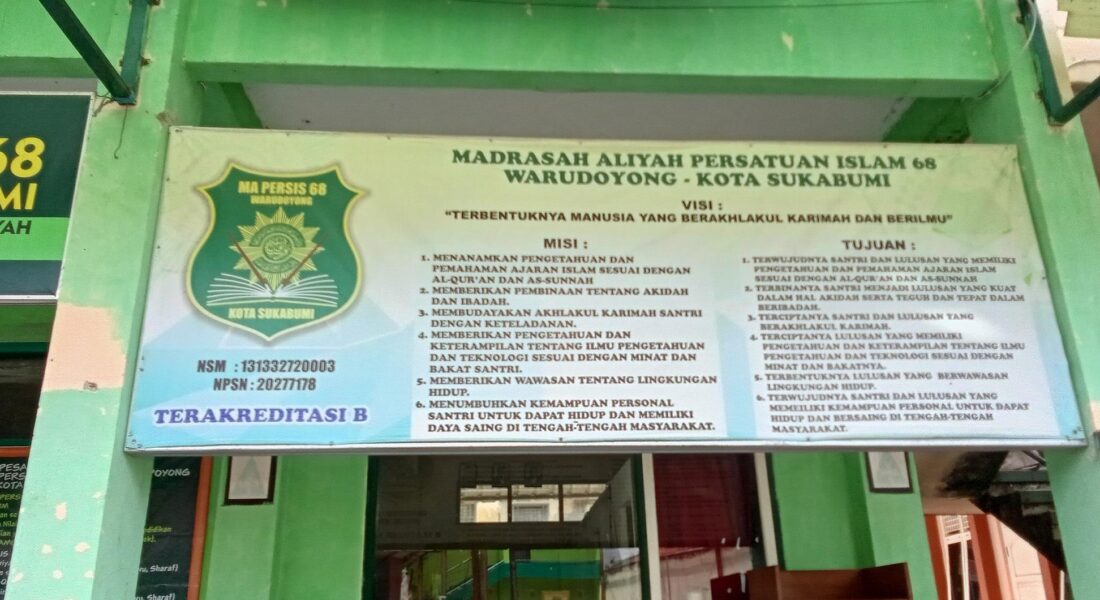 68
MI
YAH
MA PERSIS 68
WARUDOYONG
KOTA SUKABUMI
NSM : 131332720003
NPSN : 20277178
TERAKREDITASI B
MADRASAH ALIYAH PERSATUAN ISLAM 68
WARUDOYONG - KOTA SUKABUMI
VISI :
"TERBENTUKNYA MANUSIA YANG BERAKHLAKUL KARIMAH DAN BERILMU"
MISI :
1. MENANAMKAN PENGETAHUAN DAN
PEMAHAMAN AJARAN ISLAM SESUAI DENGAN
AL-QUR'AN DAN AS-SUNNAH
2. MEMBERIKAN PEMBINAAN TENTANG AKIDAH
DAN IBADAH.
3. MEMBUDAYAKAN AKHLAKUL KARIMAH SANTRI
DENGAN KETELADANAN.
4. MEMBERIKAN PENGETAHUAN DAN
KETERAMPILAN TENTANG ILMU PENGETAHUAN
DAN TEKNOLOGI SESUAI DENGAN MINAT DAN
BAKAT SANTRI.
5. MEMBERIKAN WAWASAN TENTANG LINGKUNGAN
HIDUP.
6. MENUMBUHKAN KEMAMPUAN PERSONAL
SANTRI UNTUK DAPAT HIDUP DAN MEMILIKI
DAYA SAING DI TENGAH-TENGAH MASYARAKAT.
TUJUAN :
1. TERWUJUDNYA SANTRI DAN LULUSAN YANG MEMILIKI
PENGETAHUAN DAN PEMAHAMAN AJARAN ISLAM
SESUAI DENGAN AL-QUR'AN DAN AS-SUNNAH
2. TERBINANYA SANTRI MENJADI LULUSAN YANG KUAT
DALAM HAL AKIDAH SERTA TEGUH DAN TEPAT DALAM
BERIBADAH.
3. TERCIPTANYA SANTRI DAN LULUSAN YANG
BERAKHLAKUL KARIMAH.
4. TERCIPTANYA LULUSAN YANG MEMILIKI
PENGETAHUAN DAN KETERAMPILAN TENTANG ILMU
PENGETAHUAN DAN TEKNOLOGI SESUAI DENGAN
MINAT DAN BAKATNYA.
5. TERBENTUKNYA LULUSAN YANG BERWAWASAN
LINGKUNGAN HIDUP.
6. TERWUJUDNYA SANTRI DAN LULUSAN YANG
MEMEILIKI KEMAMPUAN PERSONAL UNTUK DAPAT
HIDUP DAN BERSAING DI TENGAH-TENGAH
MASYARAKAT.
PESA
PERS
KOTA
OYONG
didikan
ru, Sharaf)
Sharaf)